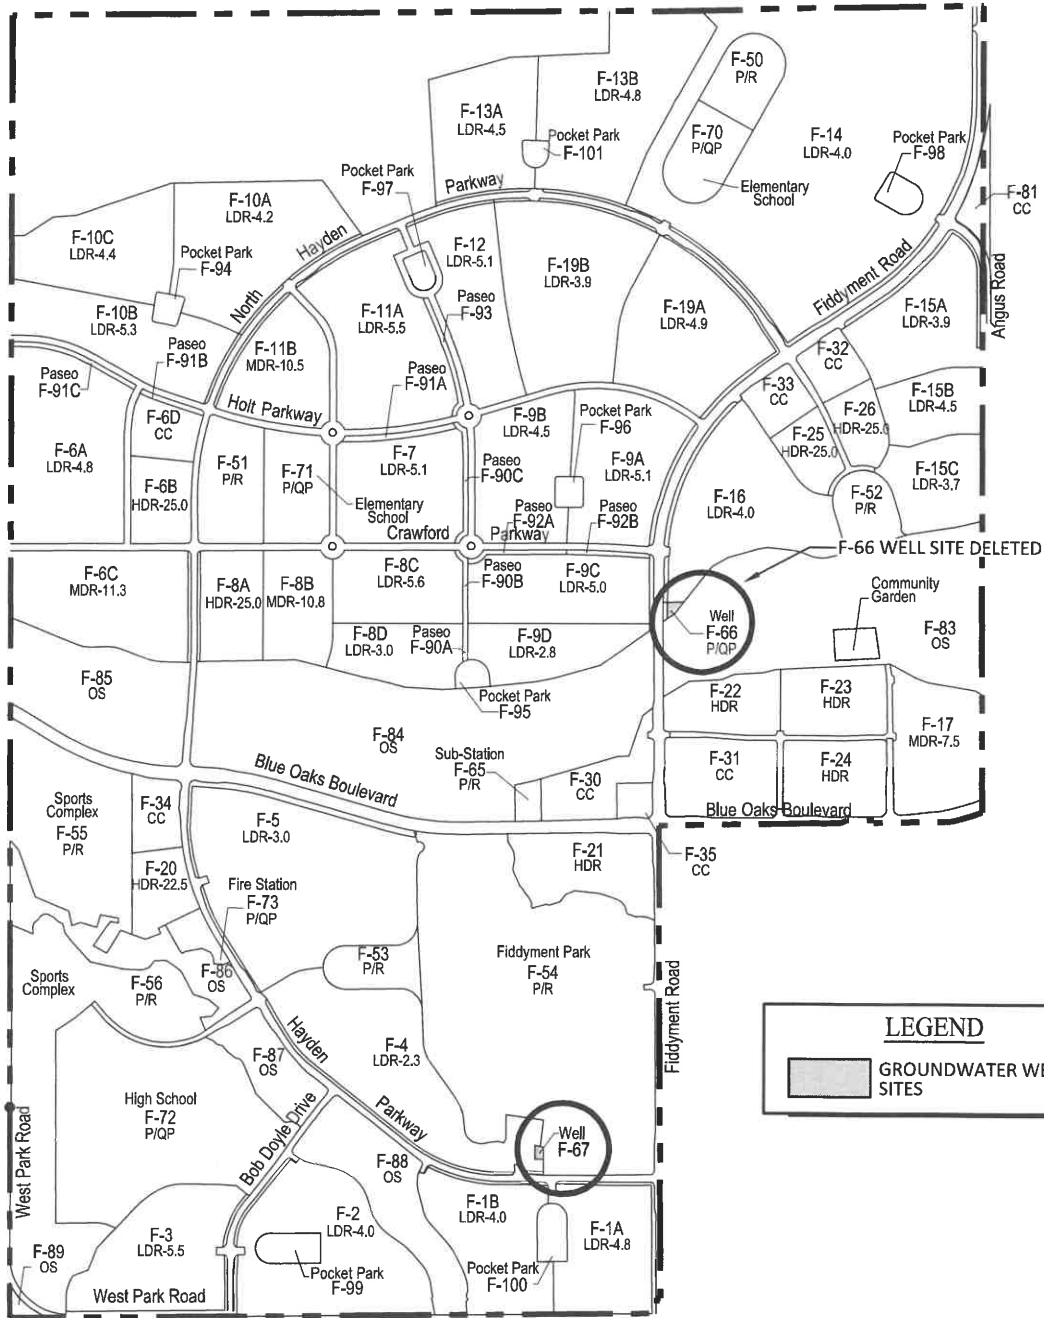 F-50
P/R
F-13B
LDR-4.8
F-13A
LDR-4.5
F-70
P/QP
F-14
LDR-4.0
Pocket Park
F-101
Pocket Park
F-98
Pocket Park
F-97
Parkway
Elementary
School
F-81
CC
F-10A
LDR-4.2
F-10C
LDR-4.4
Hayden
F-12
LDR-5.1
Pocket Park
F-94
F-19B
LDR-3.9
Fiddyment Road
Angus Road
North
F-10B
LDR-5.3
F-11A
LDR-5.5
Paseo
F-93
F-19A
LDR-4.9
F-15A
LDR-3.9
Paseo
F-91B
F-11B
MDR-10.5
F-32
CC
Paseo
F-91C
Paseo
F-91A
F-33
CC
F-15B
LDR-4.5
Holt Parkway
F-6D
CC
F-9B
LDR-4.5
Pocket Park
F-96
F-26
HDR-25.0
F-25
HDR-25.0
F-6A
LDR-4.8
F-51
P/R
F-71
P/QP
F-7
LDR-5.1
Paseo
F-90C
F-9A
LDR-5.1
F-15C
LDR-3.7
F-6B
HDR-25.0
F-16
LDR-4.0
F-52
P/R
Elementary
School
Crawford Parkway
Paseo
F-92A
Paseo
F-92B
F-66 WELL SITE DELETED
F-6C
MDR-11.3
F-8A
HDR-25.0
F-8B
MDR-10.8
F-8C
LDR-5.6
Paseo
F-90B
F-9C
LDR-5.0
Community
Garden
Well
F-66
P/QP
F-83
OS
F-8D
LDR-3.0
Paseo
F-90A
F-9D
LDR-2.8
F-85
OS
Pocket Park
F-95
F-22
HDR
F-23
HDR
F-17
MDR-7.5
F-84
OS
Sub-Station
F-65
P/R
F-31
CC
F-24
HDR
Blue Oaks Boulevard
F-30
CC
Blue Oaks Boulevard
Sports
Complex
F-55
P/R
F-34
CC
F-5
LDR-3.0
F-21
HDR
F-35
CC
F-20
HDR-22.5
Fire Station
F-73
P/QP
F-53
P/R
Fiddyment Park
F-54
P/R
Sports
Complex
F-56
P/R
F-86
OS
Fiddyment Road
Hayden
F-4
LDR-2.3
F-87
OS
LEGEND
GROUNDWATER WE
SITES
High School
F-72
P/QP
Bob Doyle Drive
Parkway
Well
F-67
West Park Road
F-88
OS
F-1B
LDR-4.0
F-2
LDR-4.0
F-1A
LDR-4.8
F-3
LDR-5.5
F-89
OS
Pocket Park
F-99
Pocket Park
F-100
West Park Road